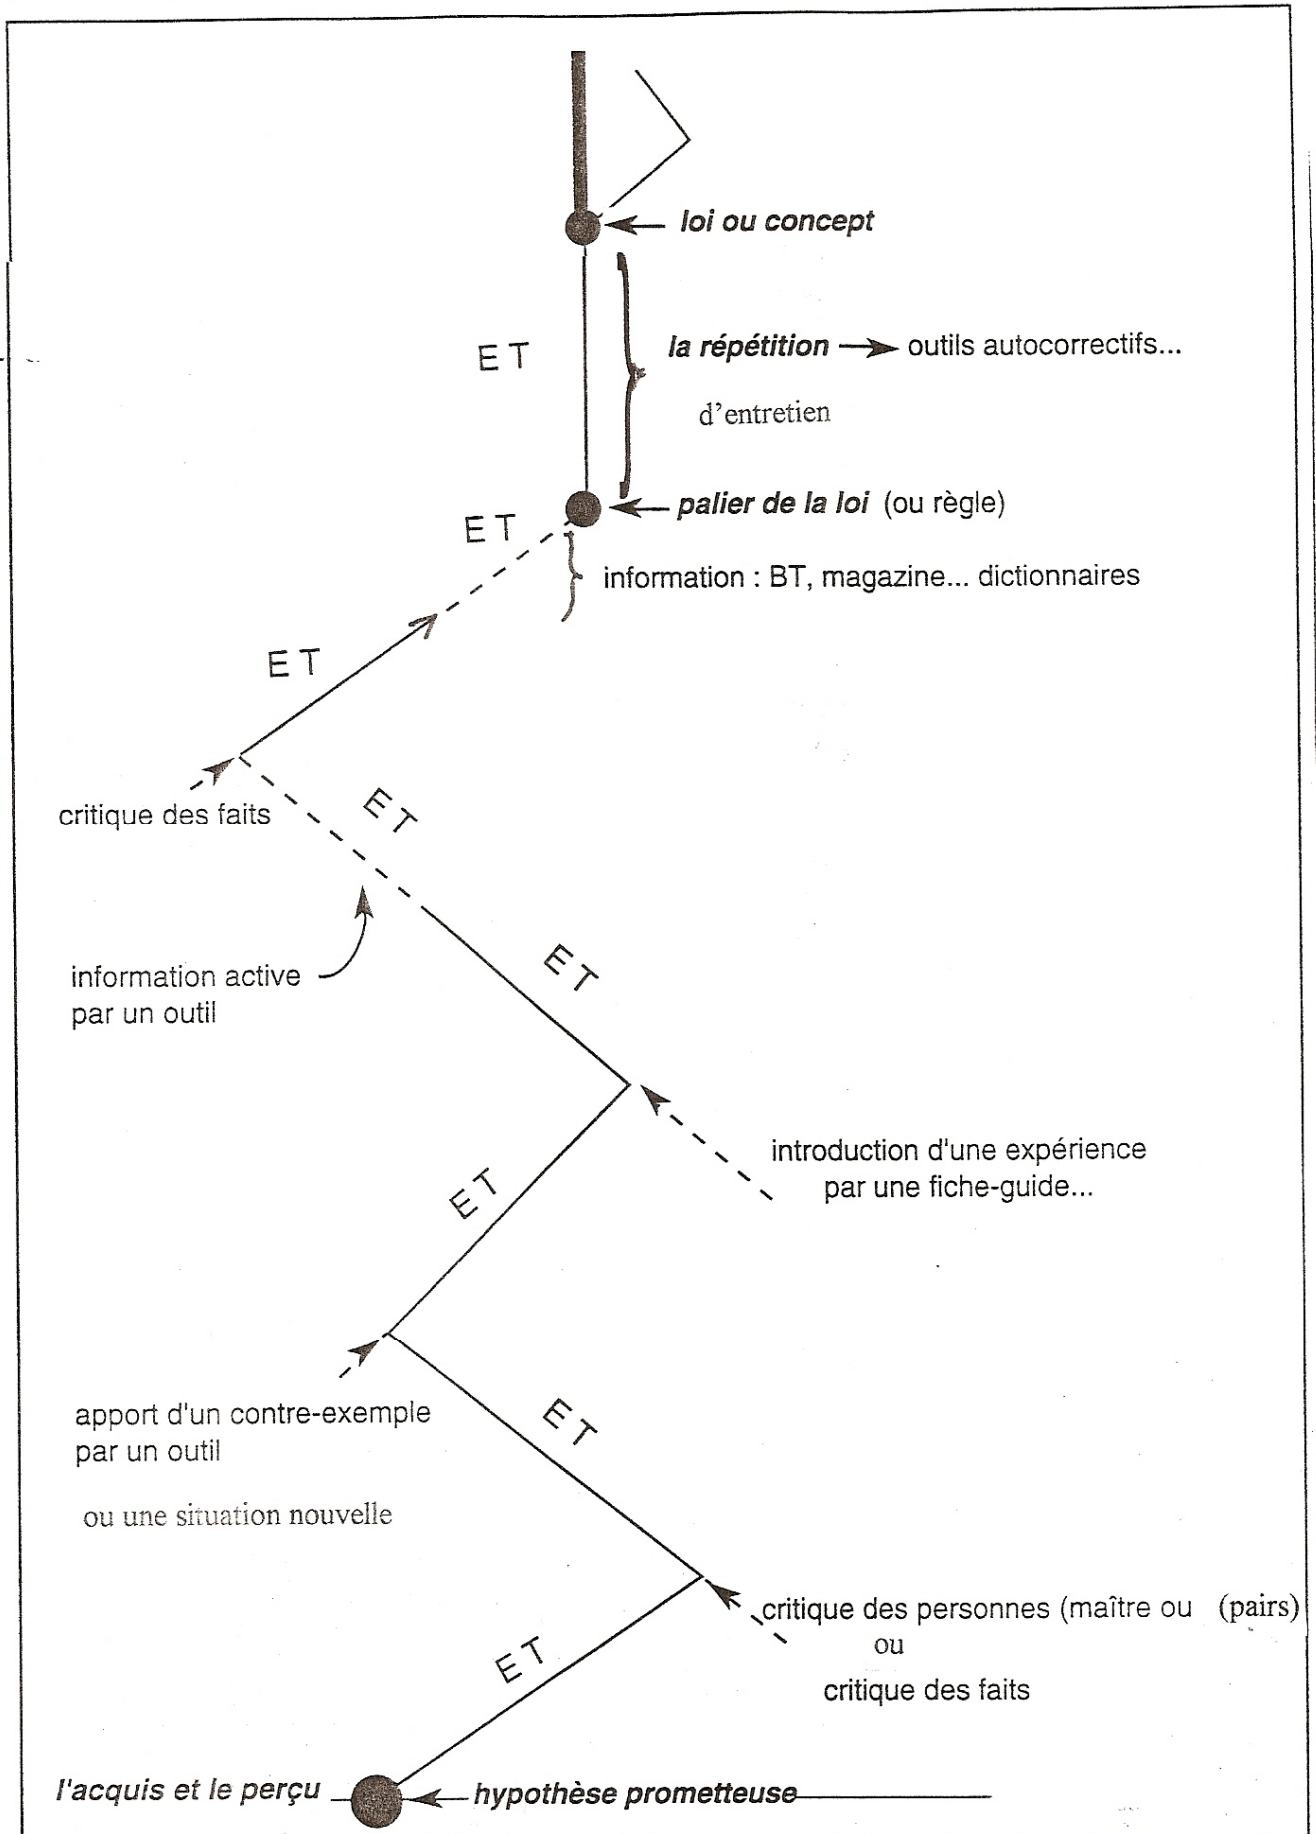 loi ou concept
E T
la répétition → outils autocorrectifs...
d'entretien
palier de la loi (ou règle)
E T
information : BT, magazine... dictionnaires
E T
critique des faits
E T
E T
information active
par un outil
introduction d'une expérience
par une fiche-guide...
E T
apport d'un contre-exemple
par un outil
E T
ou une situation nouvelle
critique des personnes (maître ou (pairs)
ou
E T
critique des faits
l'acquis et le perçu
hypothèse prometteuse